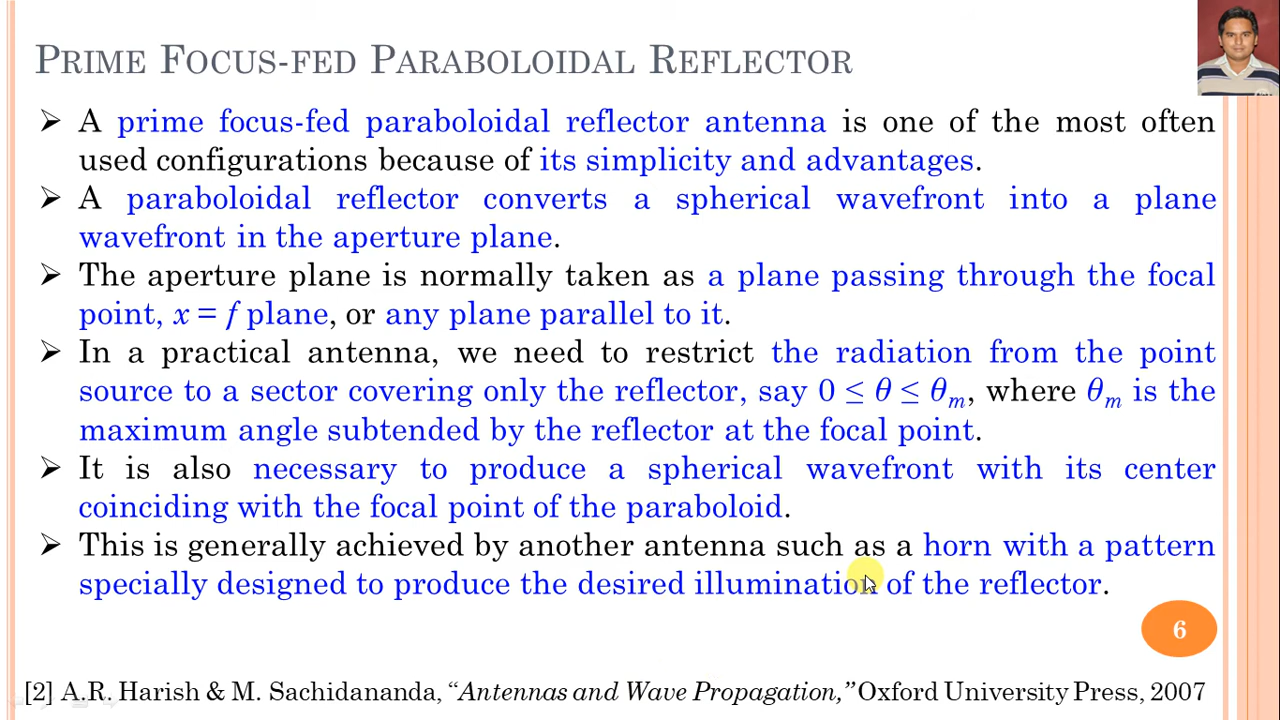 PRIME FOCUS-FED PARABOLOIDAL REFLECTOR
➢ A prime focus-fed paraboloidal reflector antenna is one of the most often
used configurations because of its simplicity and advantages.
➢ A paraboloidal reflector converts a spherical wavefront into a plane
wavefront in the aperture plane.
➢ The aperture plane is normally taken as a plane passing through the focal
point, x = f plane, or any plane parallel to it.
➢ In a practical antenna, we need to restrict the radiation from the point
source to a sector covering only the reflector, say 0 ≤ θ ≤ θm, where θm is the
maximum angle subtended by the reflector at the focal point.
➢ It is also necessary to produce a spherical wavefront with its center
coinciding with the focal point of the paraboloid.
➢ This is generally achieved by another antenna such as a horn with a pattern
specially designed to produce the desired illumination of the reflector.
6
[2] A.R. Harish & M. Sachidananda, “Antennas and Wave Propagation,” Oxford University Press, 2007